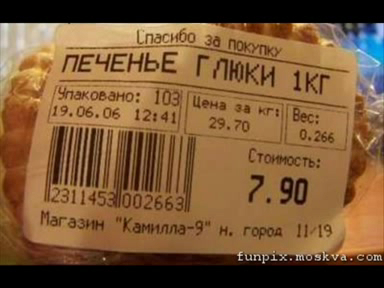 Спасибо за покупку
ПЕЧЕНЬЕ ГЛЮКИ 1КГ
Упаковано: 103
19.06.06 12:41
Цена за кг:
29.70
Вес:
0.266
Стоимость:
7.90
2311453 002663
Магазин "Камилла-9" н. город 11/19
funpix.moskva.com